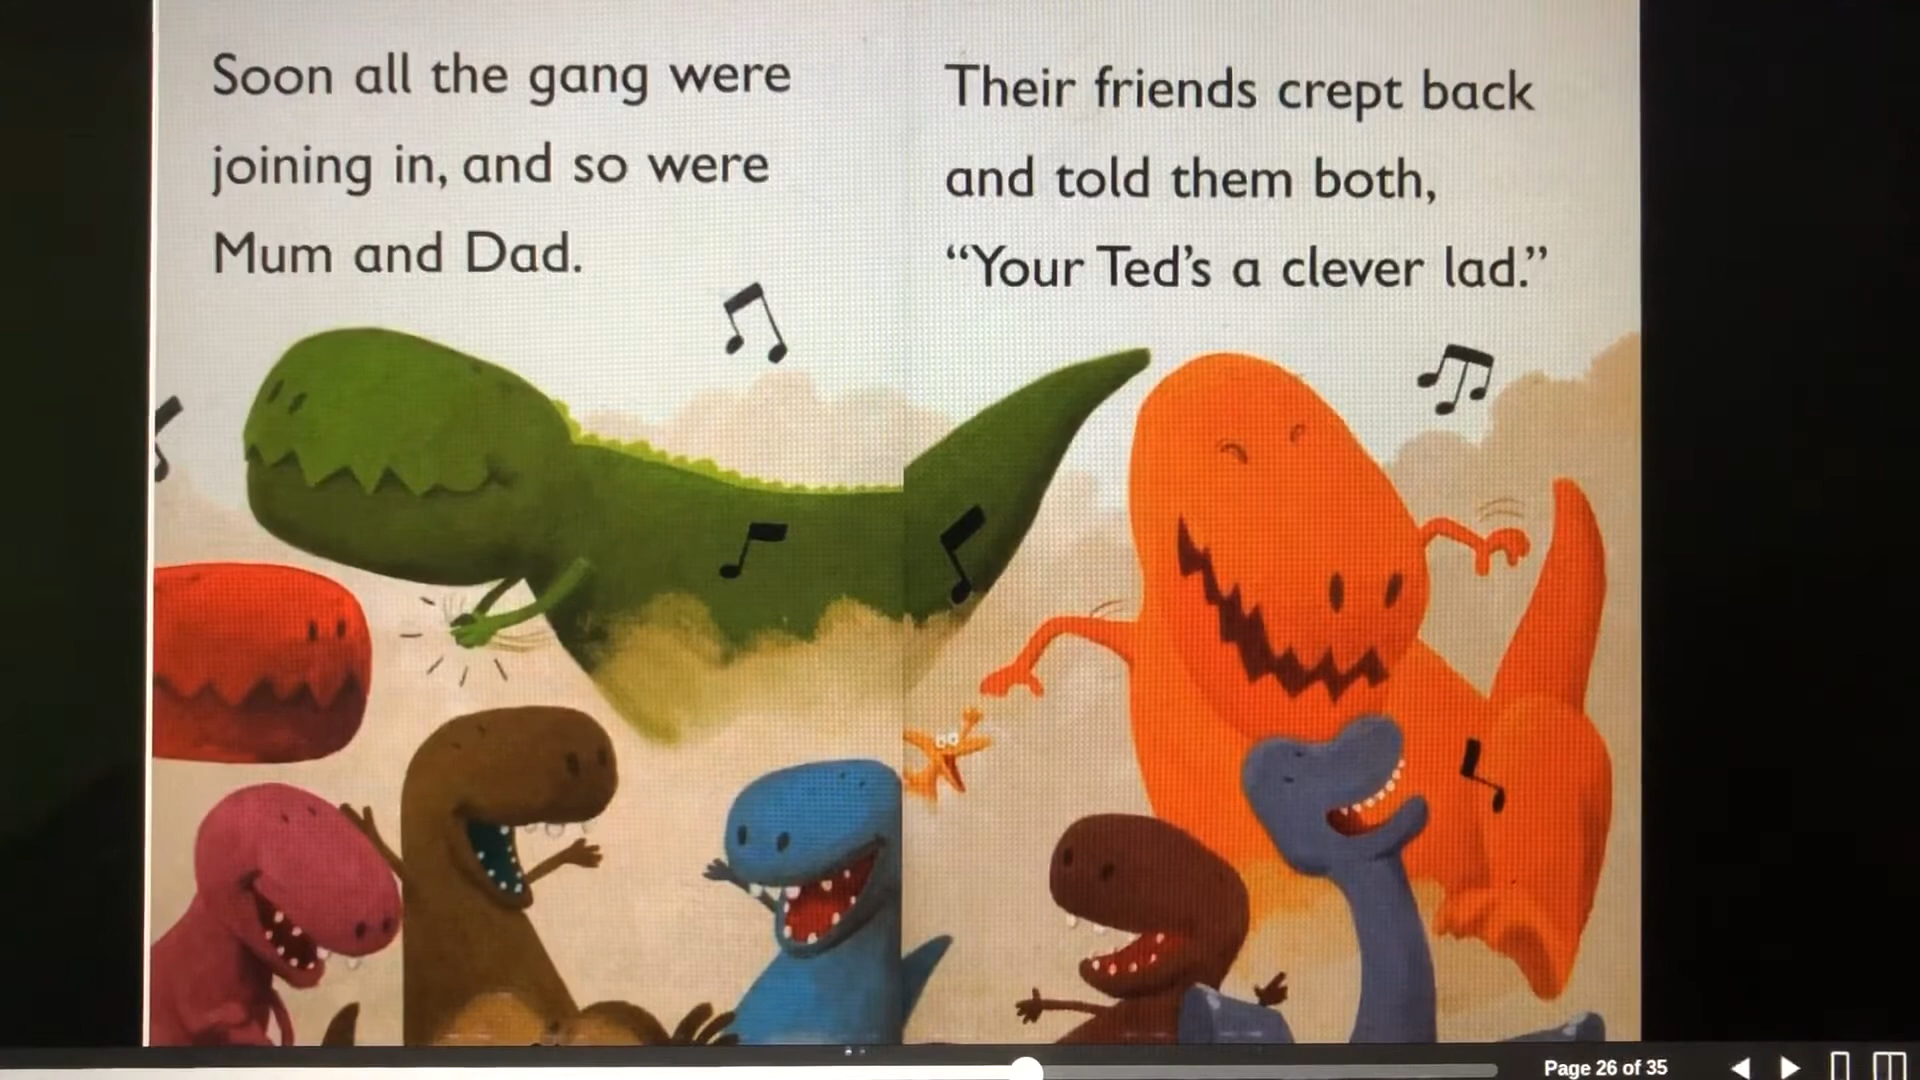 Soon all the gang were
joining in, and so were
Mum and Dad.
Their friends crept back
and told them both,
“Your Ted’s a clever lad.”
Page 26 of 35